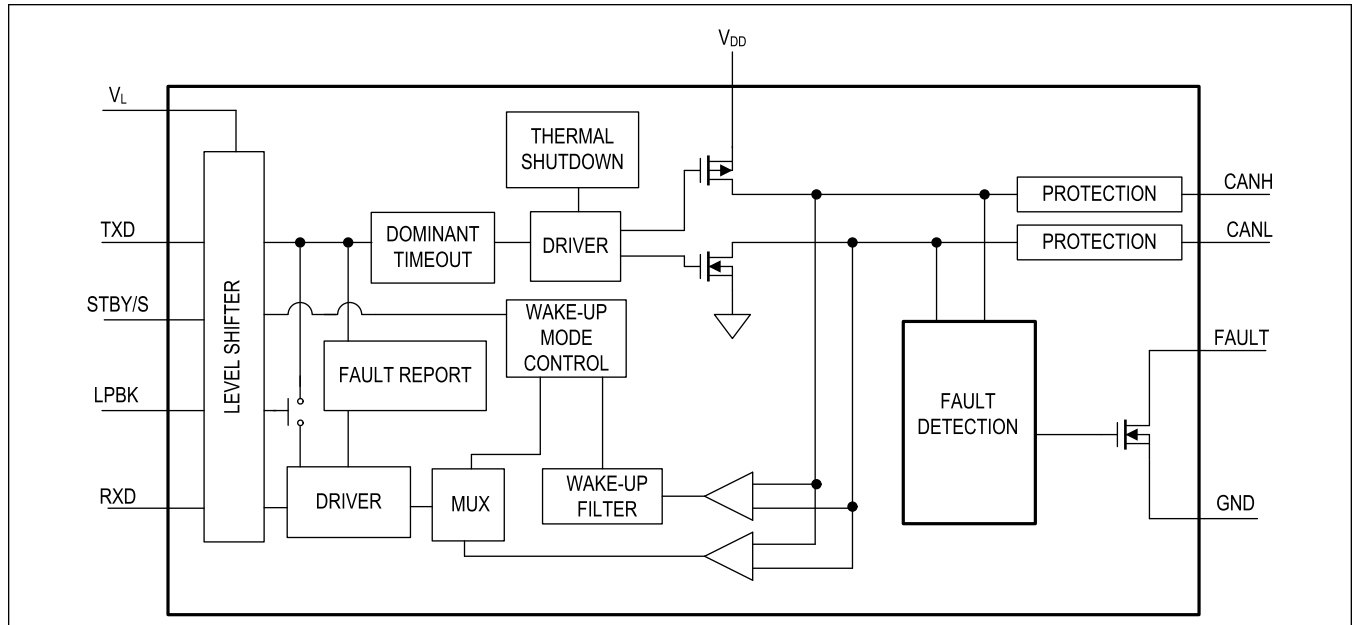 VDD
VL
THERMAL
SHUTDOWN
CANH
PROTECTION
TXD
DOMINANT
TIMEOUT
DRIVER
CANL
PROTECTION
STBY/S
LEVEL SHIFTER
WAKE-UP
MODE
CONTROL
FAULT
FAULT REPORT
LPBK
FAULT
DETECTION
RXD
DRIVER
MUX
WAKE-UP
FILTER
GND